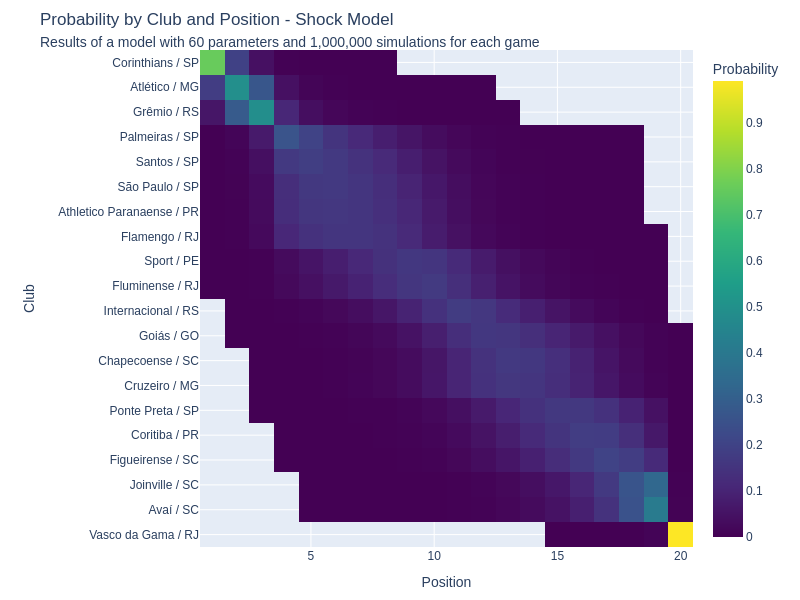 Probability by Club and Position - Shock Model
Results of a model with 60 parameters and 1,000,000 simulations for each game
Probability
Club
Corinthians / SP
Atlético / MG
Grêmio / RS
Palmeiras / SP
Santos / SP
São Paulo / SP
Athletico Paranaense / PR
Flamengo / RJ
Sport / PE
Fluminense / RJ
Internacional / RS
Goiás / GO
Chapecoense / SC
Cruzeiro / MG
Ponte Preta / SP
Coritiba / PR
Figueirense / SC
Joinville / SC
Avaí / SC
Vasco da Gama / RJ
5
10
15
20
Position
0.9
0.8
0.7
0.6
0.5
0.4
0.3
0.2
0.1
0